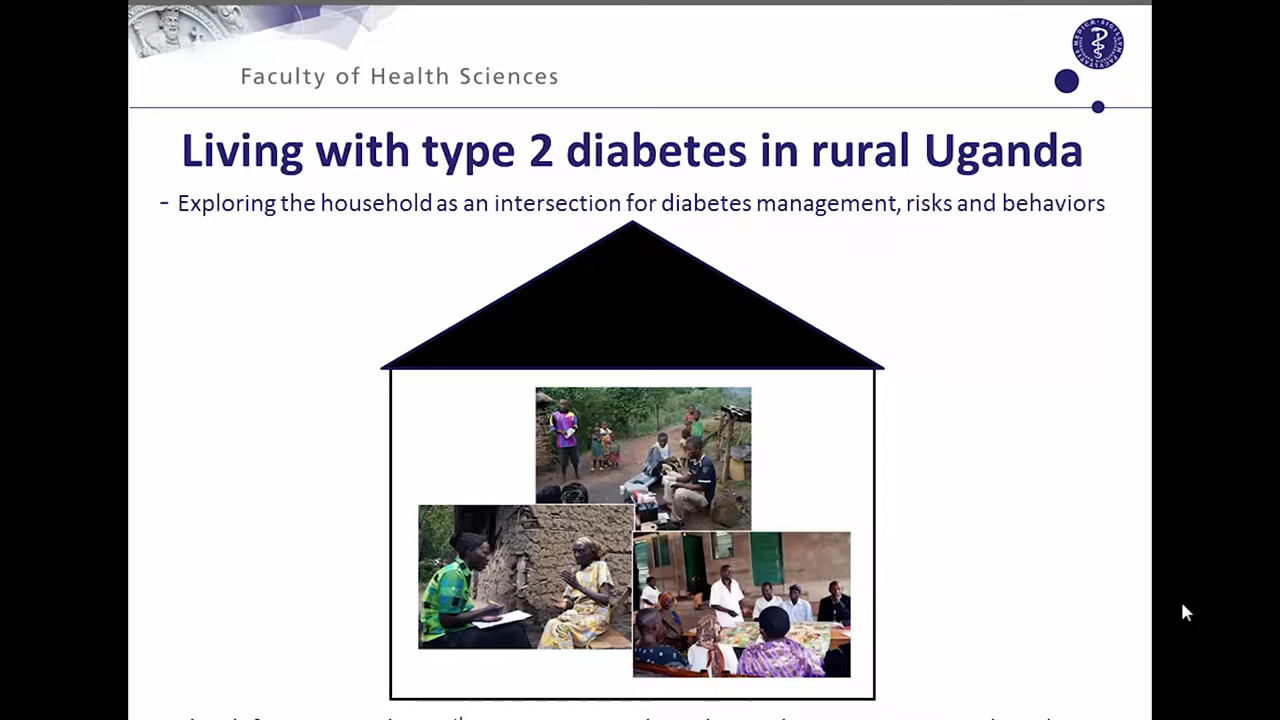 Faculty of Health Sciences
Living with type 2 diabetes in rural Uganda
- Exploring the household as an intersection for diabetes management, risks and behaviors